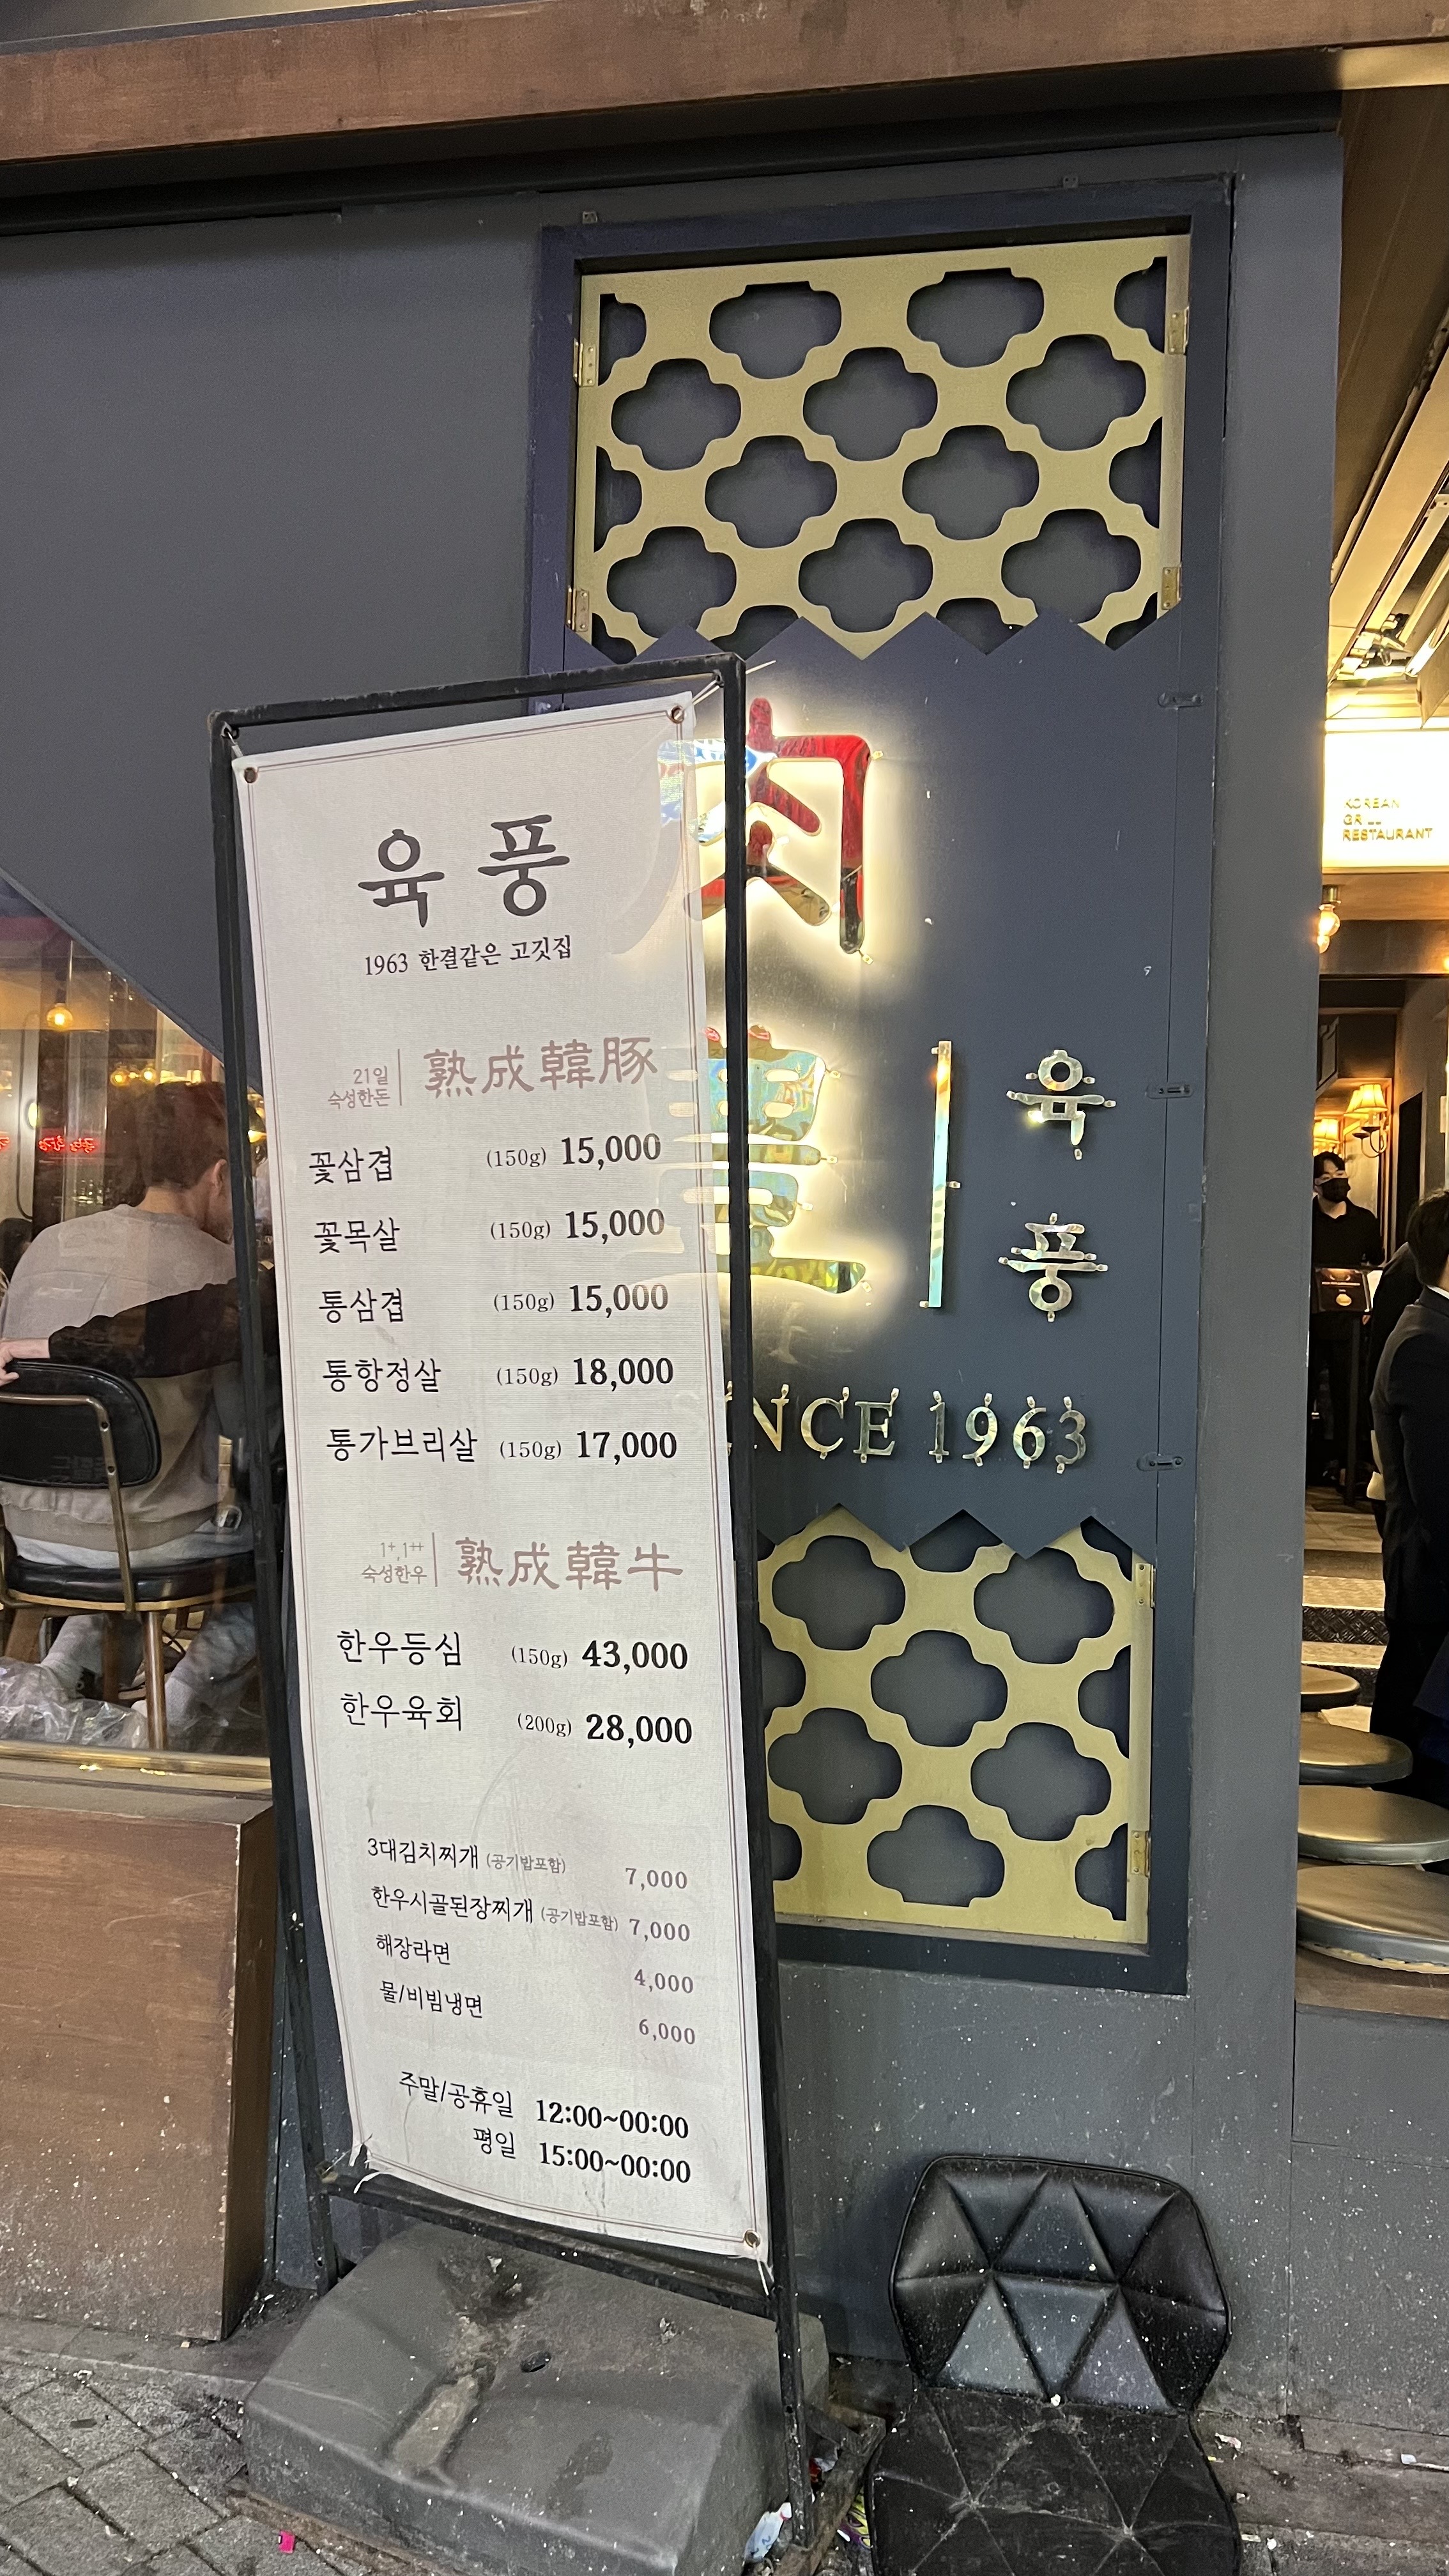 육풍
1963 한결같은 고깃집
21일
숙성한돈
熟成韓豚
꽃삼겹 (150g) 15,000
꽃목살 (150g) 15,000
통삼겹 (150g) 15,000
통항정살 (150g) 18,000
통가브리살 (150g) 17,000
1+,1++
숙성한우
熟成韓牛
한우등심 (150g) 43,000
한우육회 (200g) 28,000
3대김치찌개 (공기밥포함) 7,000
한우시골된장찌개 (공기밥포함) 7,000
해장라면 4,000
물/비빔냉면 6,000
주말/공휴일 12:00~00:00
평일 15:00~00:00
肉
육
풍
NCE 1963
KOREAN
GRILL
RESTAURANT